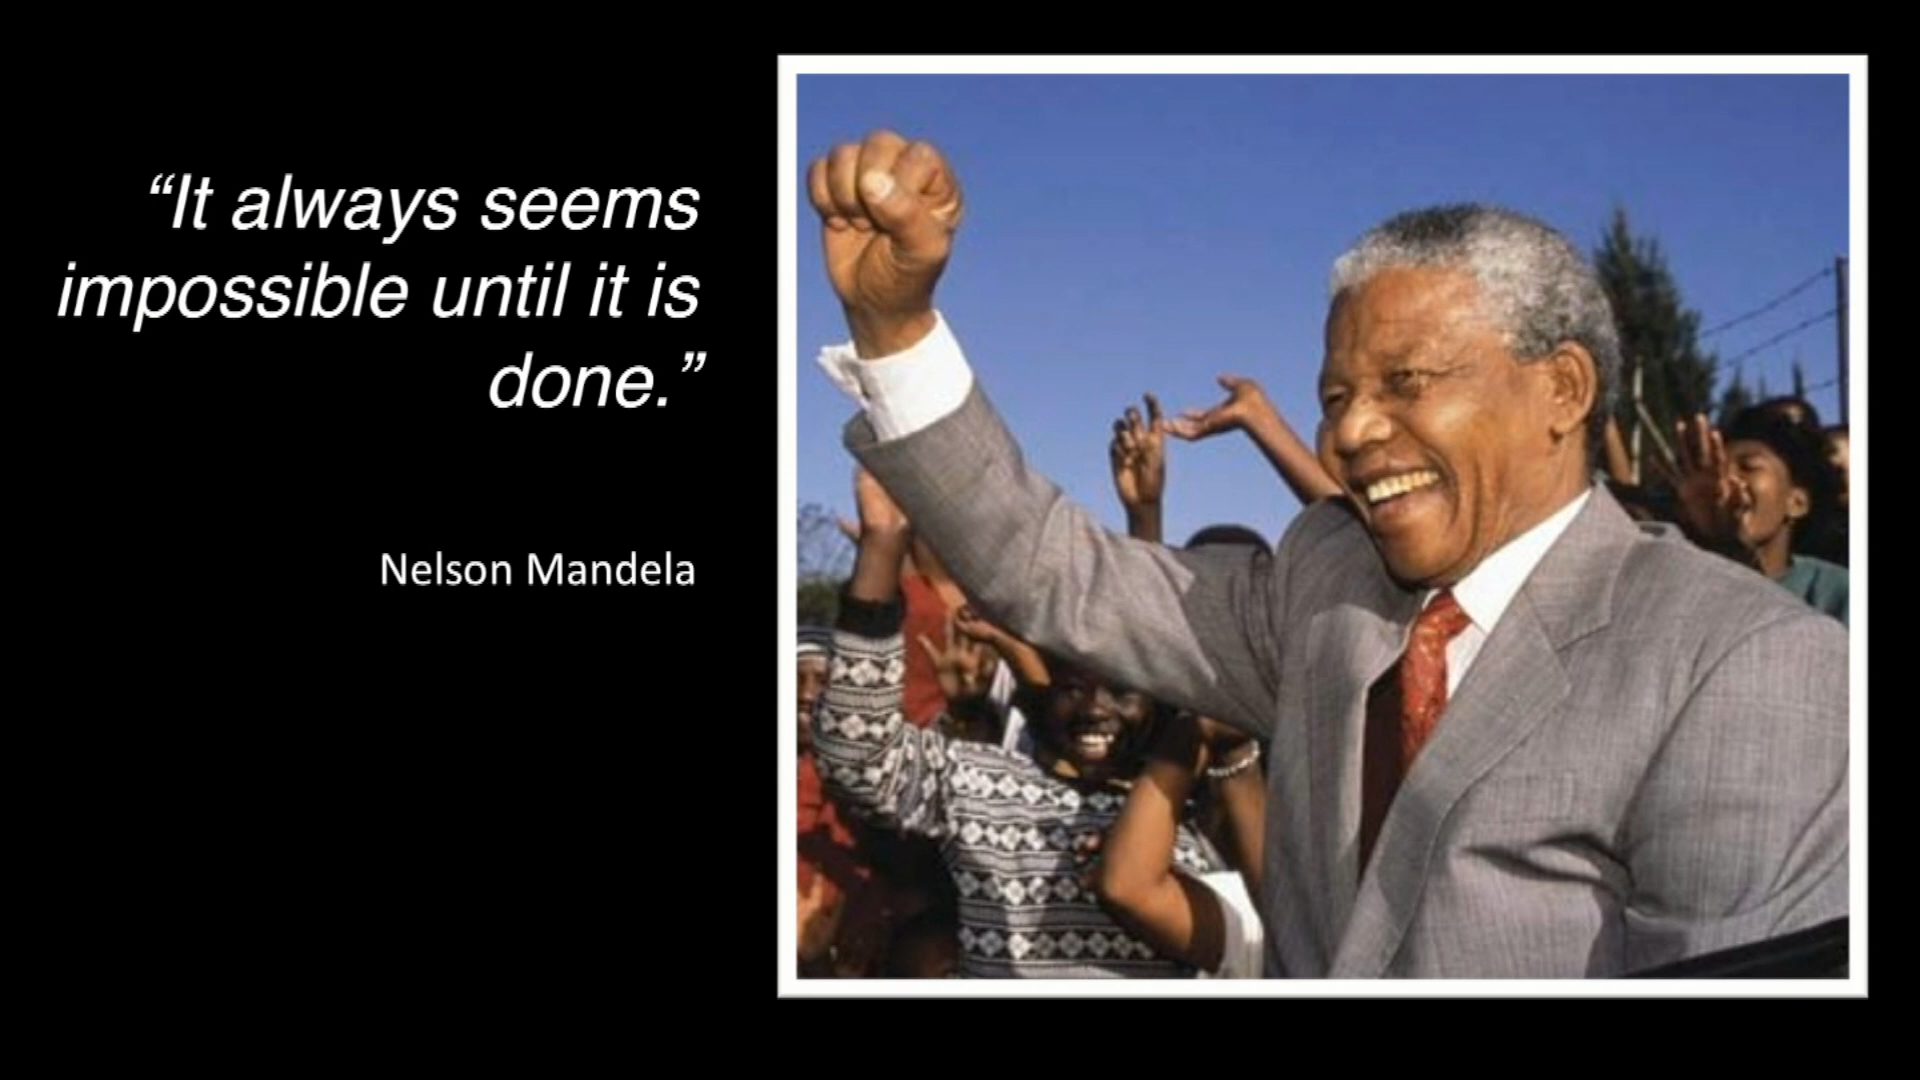 “It always seems
impossible until it is
done.”
Nelson Mandela